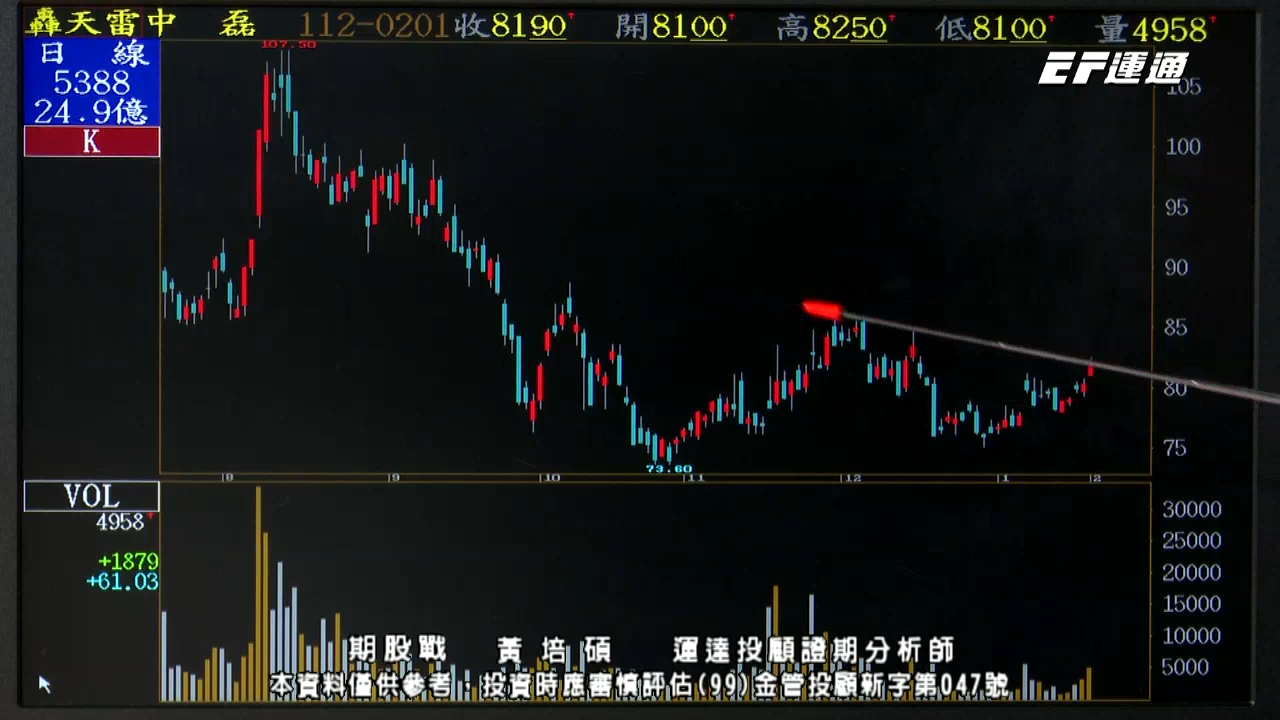 轟天雷中　磊　112-0201收8190　開8100　高8250　低8100　量4958
EF運通
日　線
5388
24.9億
K
107.50
105
100
95
90
85
80
75
73.60
8 9 10 11 12 1 2
VOL
4958
+1879
+61.03
30000
25000
20000
15000
10000
5000
期股戰　黃培碩　運達投顧證期分析師
本資料僅供參考，投資時應審慎評估(99)金管投顧新字第047號